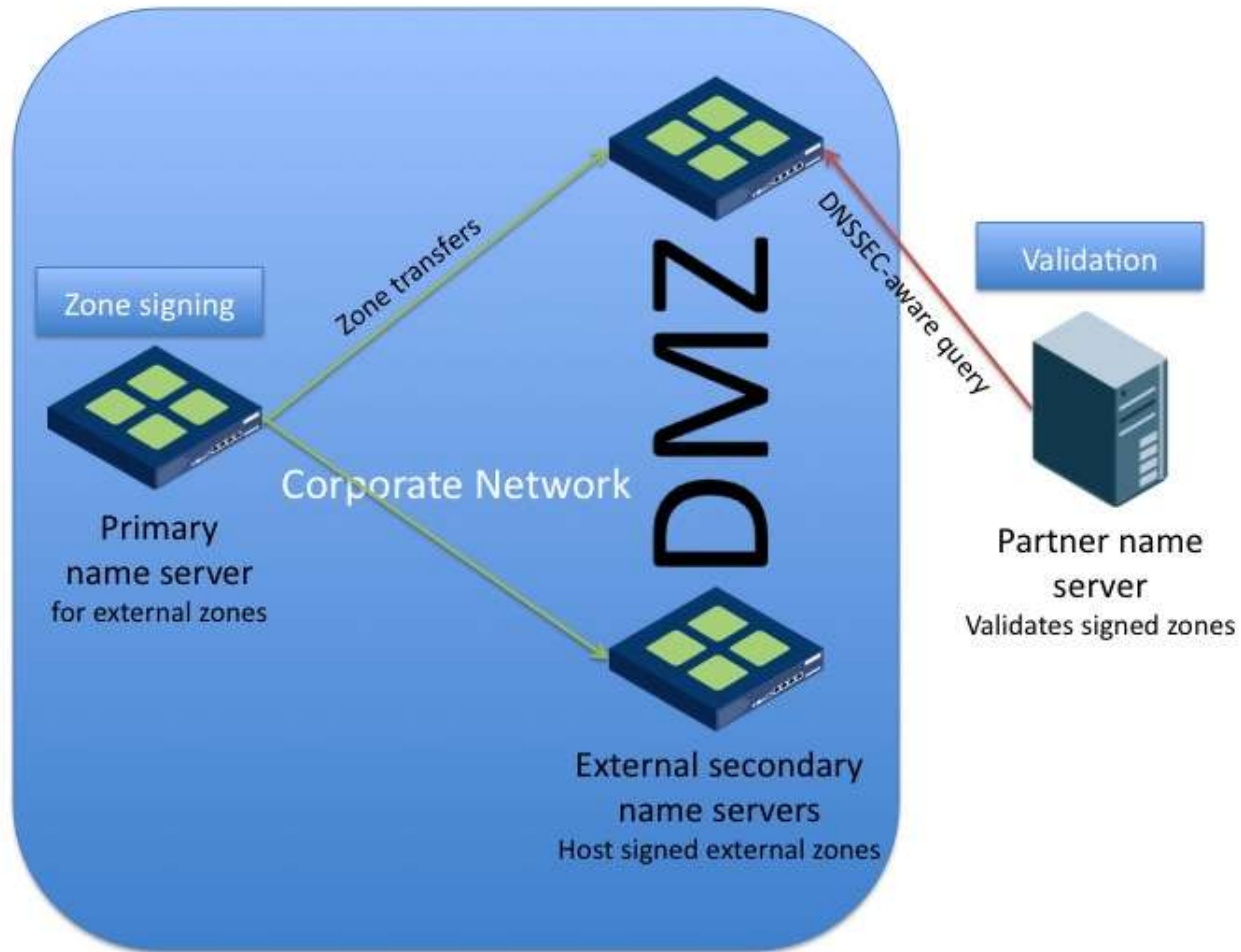 Zone signing
Primary
name server
for external zones
Zone transfers
Corporate Network
DMZ
External secondary
name servers
Host signed external zones
DNSSEC-aware query
Validation
Partner name
server
Validates signed zones